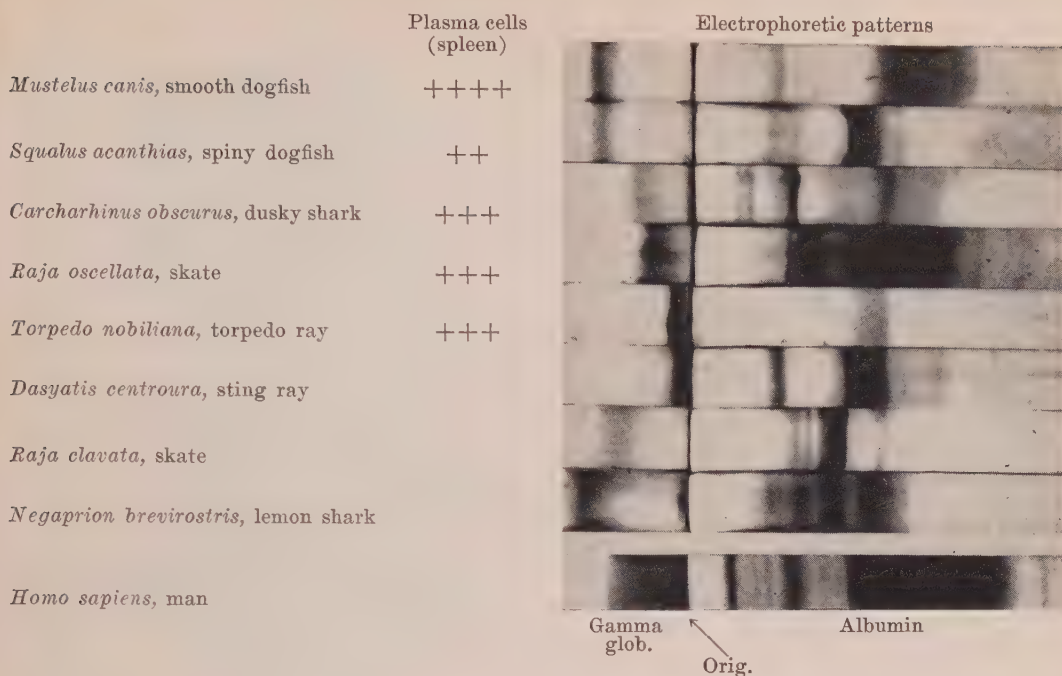 Plasma cells
(spleen)
Electrophoretic patterns
Mustelus canis, smooth dogfish ++++
Squalus acanthias, spiny dogfish ++
Carcharhinus obscurus, dusky shark +++
Raja oscellata, skate +++
Torpedo nobiliana, torpedo ray +++
Dasyatis centroura, sting ray
Raja clavata, skate
Negaprion brevirostris, lemon shark
Homo sapiens, man
Gamma
glob.
Albumin
Orig.